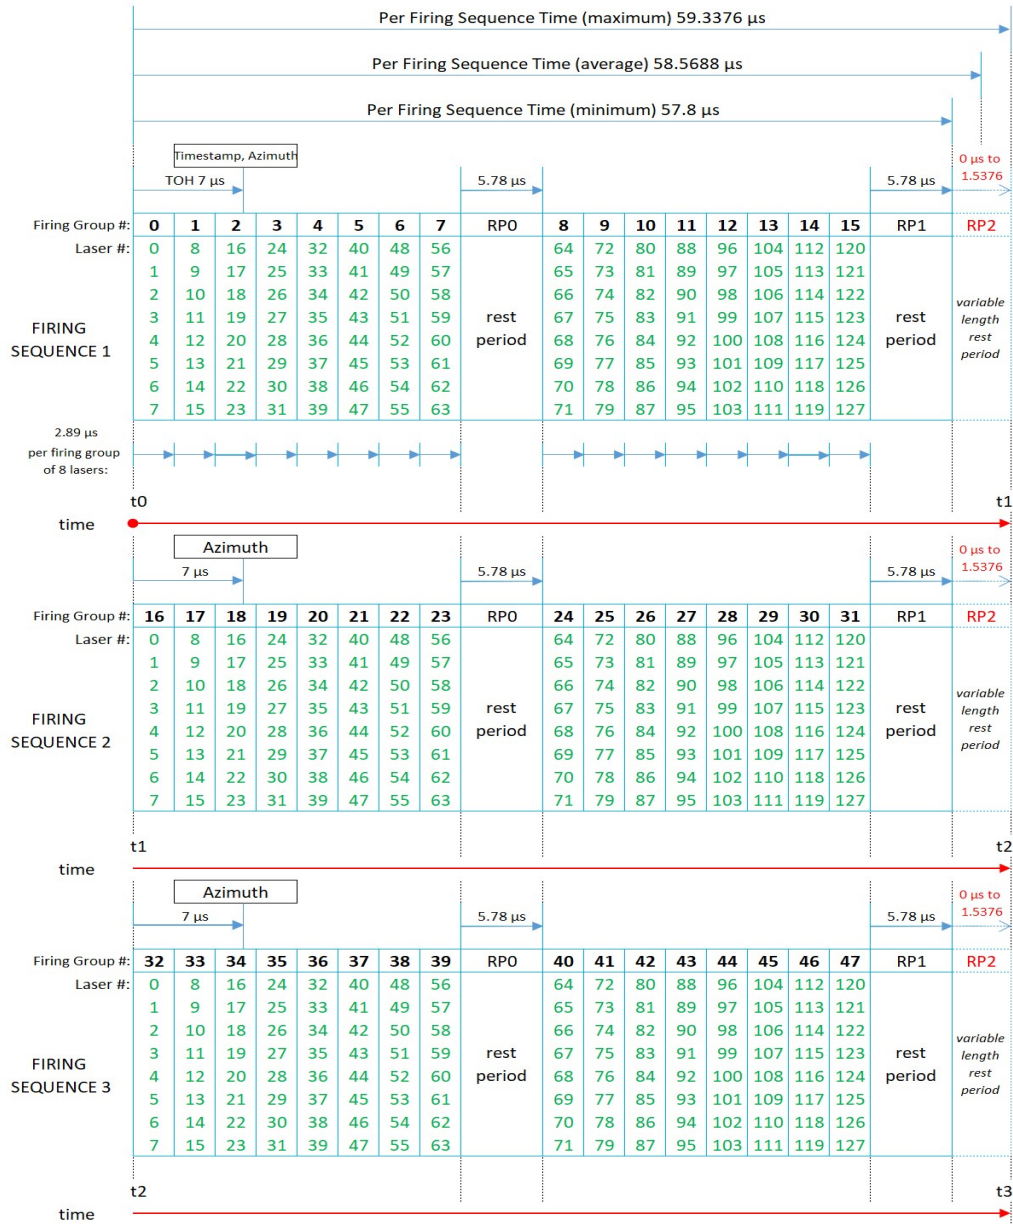 Per Firing Sequence Time (maximum) 59.3376 µs
Per Firing Sequence Time (average) 58.5688 µs
Per Firing Sequence Time (minimum) 57.8 µs
Timestamp, Azimuth
TOH 7 µs 5.78 µs 5.78 µs 0 µs to 1.5376
Firing Group #: 0 1 2 3 4 5 6 7 RP0 8 9 10 11 12 13 14 15 RP1 RP2
Laser #: 0 8 16 24 32 40 48 56 64 72 80 88 96 104 112 120
1 9 17 25 33 41 49 57 65 73 81 89 97 105 113 121
2 10 18 26 34 42 50 58 66 74 82 90 98 106 114 122
3 11 19 27 35 43 51 59 67 75 83 91 99 107 115 123
4 12 20 28 36 44 52 60 68 76 84 92 100 108 116 124
5 13 21 29 37 45 53 61 69 77 85 93 101 109 117 125
6 14 22 30 38 46 54 62 70 78 86 94 102 110 118 126
7 15 23 31 39 47 55 63 71 79 87 95 103 111 119 127
FIRING
SEQUENCE 1
rest
period
rest
period
variable
length
rest
period
2.89 µs
per firing group
of 8 lasers:
t0 t1
time
Azimuth
7 µs 5.78 µs 5.78 µs 0 µs to 1.5376
Firing Group #: 16 17 18 19 20 21 22 23 RP0 24 25 26 27 28 29 30 31 RP1 RP2
Laser #: 0 8 16 24 32 40 48 56 64 72 80 88 96 104 112 120
1 9 17 25 33 41 49 57 65 73 81 89 97 105 113 121
2 10 18 26 34 42 50 58 66 74 82 90 98 106 114 122
3 11 19 27 35 43 51 59 67 75 83 91 99 107 115 123
4 12 20 28 36 44 52 60 68 76 84 92 100 108 116 124
5 13 21 29 37 45 53 61 69 77 85 93 101 109 117 125
6 14 22 30 38 46 54 62 70 78 86 94 102 110 118 126
7 15 23 31 39 47 55 63 71 79 87 95 103 111 119 127
FIRING
SEQUENCE 2
rest
period
rest
period
variable
length
rest
period
t1 t2
time
Azimuth
7 µs 5.78 µs 5.78 µs 0 µs to 1.5376
Firing Group #: 32 33 34 35 36 37 38 39 RP0 40 41 42 43 44 45 46 47 RP1 RP2
Laser #: 0 8 16 24 32 40 48 56 64 72 80 88 96 104 112 120
1 9 17 25 33 41 49 57 65 73 81 89 97 105 113 121
2 10 18 26 34 42 50 58 66 74 82 90 98 106 114 122
3 11 19 27 35 43 51 59 67 75 83 91 99 107 115 123
4 12 20 28 36 44 52 60 68 76 84 92 100 108 116 124
5 13 21 29 37 45 53 61 69 77 85 93 101 109 117 125
6 14 22 30 38 46 54 62 70 78 86 94 102 110 118 126
7 15 23 31 39 47 55 63 71 79 87 95 103 111 119 127
FIRING
SEQUENCE 3
rest
period
rest
period
variable
length
rest
period
t2 t3
time